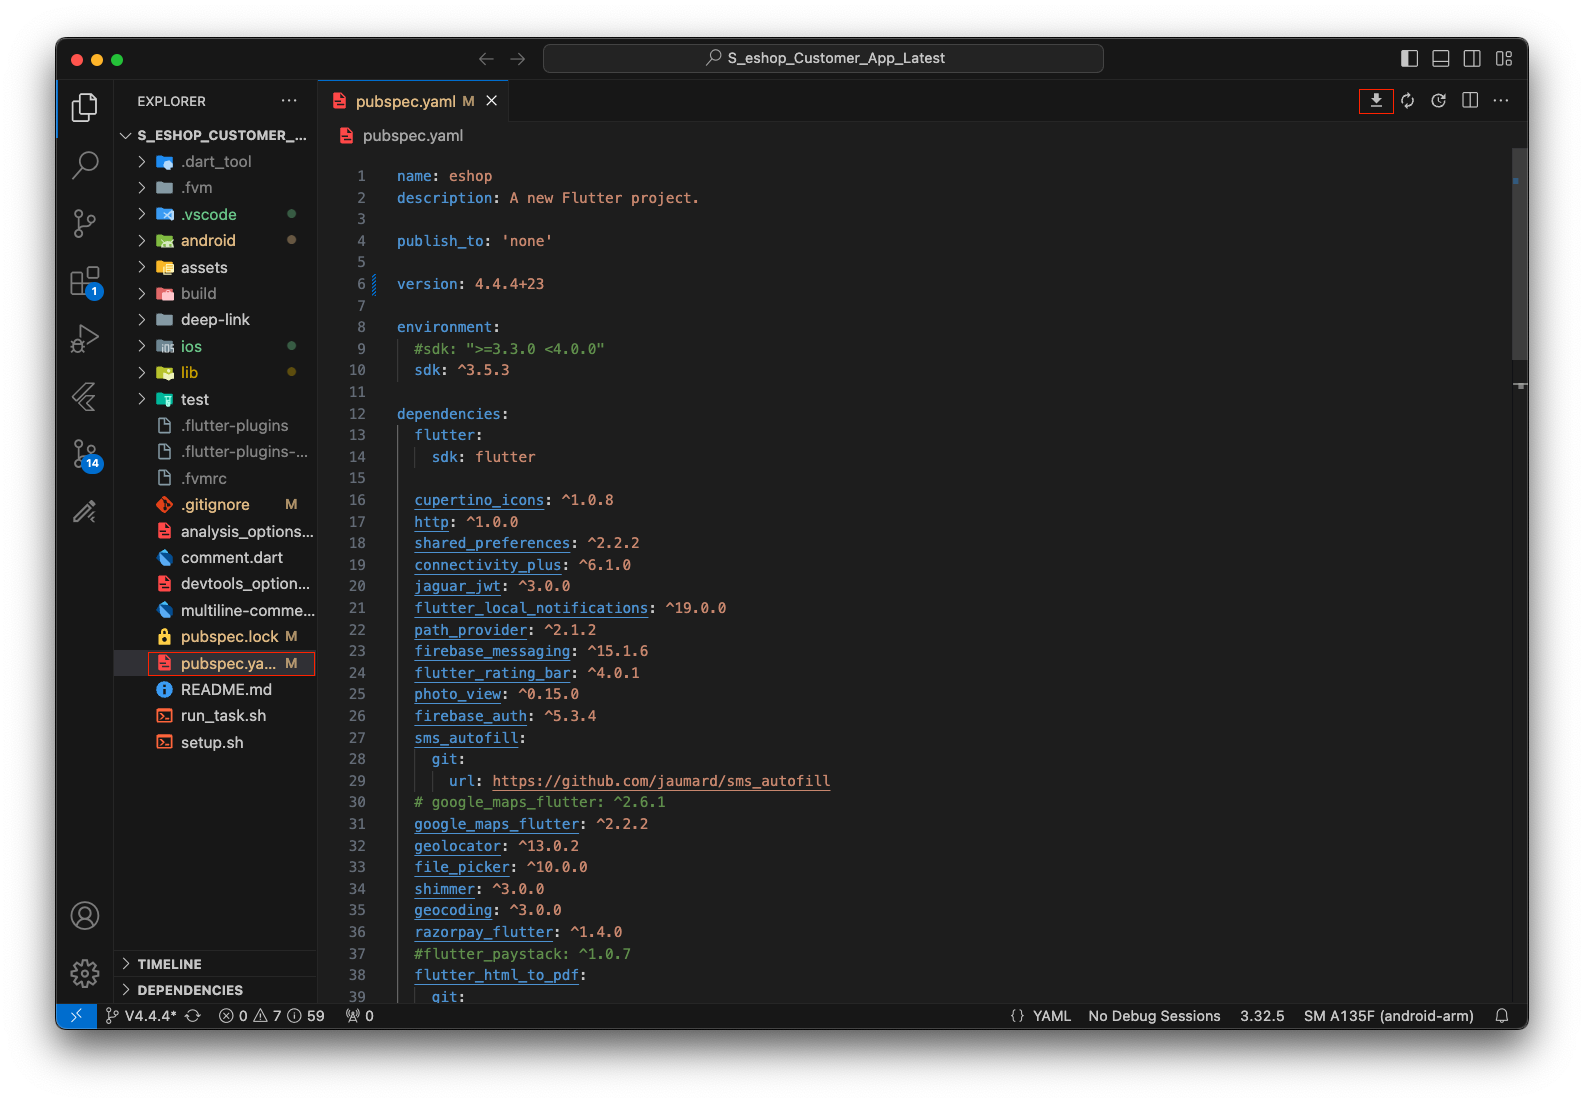 S_eshop_Customer_App_Latest
EXPLORER
pubspec.yaml M
S_ESHOP_CUSTOMER_...
pubspec.yaml
.dart_tool
.fvm
.vscode
android
assets
build
deep-link
ios
lib
test
.flutter-plugins
.flutter-plugins-...
.fvmrc
.gitignore M
analysis_options...
comment.dart
devtools_option...
multiline-comme...
pubspec.lock M
pubspec.ya... M
README.md
run_task.sh
setup.sh
TIMELINE
DEPENDENCIES
1
14
1 name: eshop
2 description: A new Flutter project.
3
4 publish_to: 'none'
5
6 version: 4.4.4+23
7
8 environment:
9 #sdk: ">=3.3.0 <4.0.0"
10 sdk: ^3.5.3
11
12 dependencies:
13 flutter:
14 sdk: flutter
15
16 cupertino_icons: ^1.0.8
17 http: ^1.0.0
18 shared_preferences: ^2.2.2
19 connectivity_plus: ^6.1.0
20 jaguar_jwt: ^3.0.0
21 flutter_local_notifications: ^19.0.0
22 path_provider: ^2.1.2
23 firebase_messaging: ^15.1.6
24 flutter_rating_bar: ^4.0.1
25 photo_view: ^0.15.0
26 firebase_auth: ^5.3.4
27 sms_autofill:
28 git:
29 url: https://github.com/jaumard/sms_autofill
30 # google_maps_flutter: ^2.6.1
31 google_maps_flutter: ^2.2.2
32 geolocator: ^13.0.2
33 file_picker: ^10.0.0
34 shimmer: ^3.0.0
35 geocoding: ^3.0.0
36 razorpay_flutter: ^1.4.0
37 #flutter_paystack: ^1.0.7
38 flutter_html_to_pdf:
39 git:
V4.4.4* 0 7 59 0 {} YAML No Debug Sessions 3.32.5 SM A135F (android-arm)